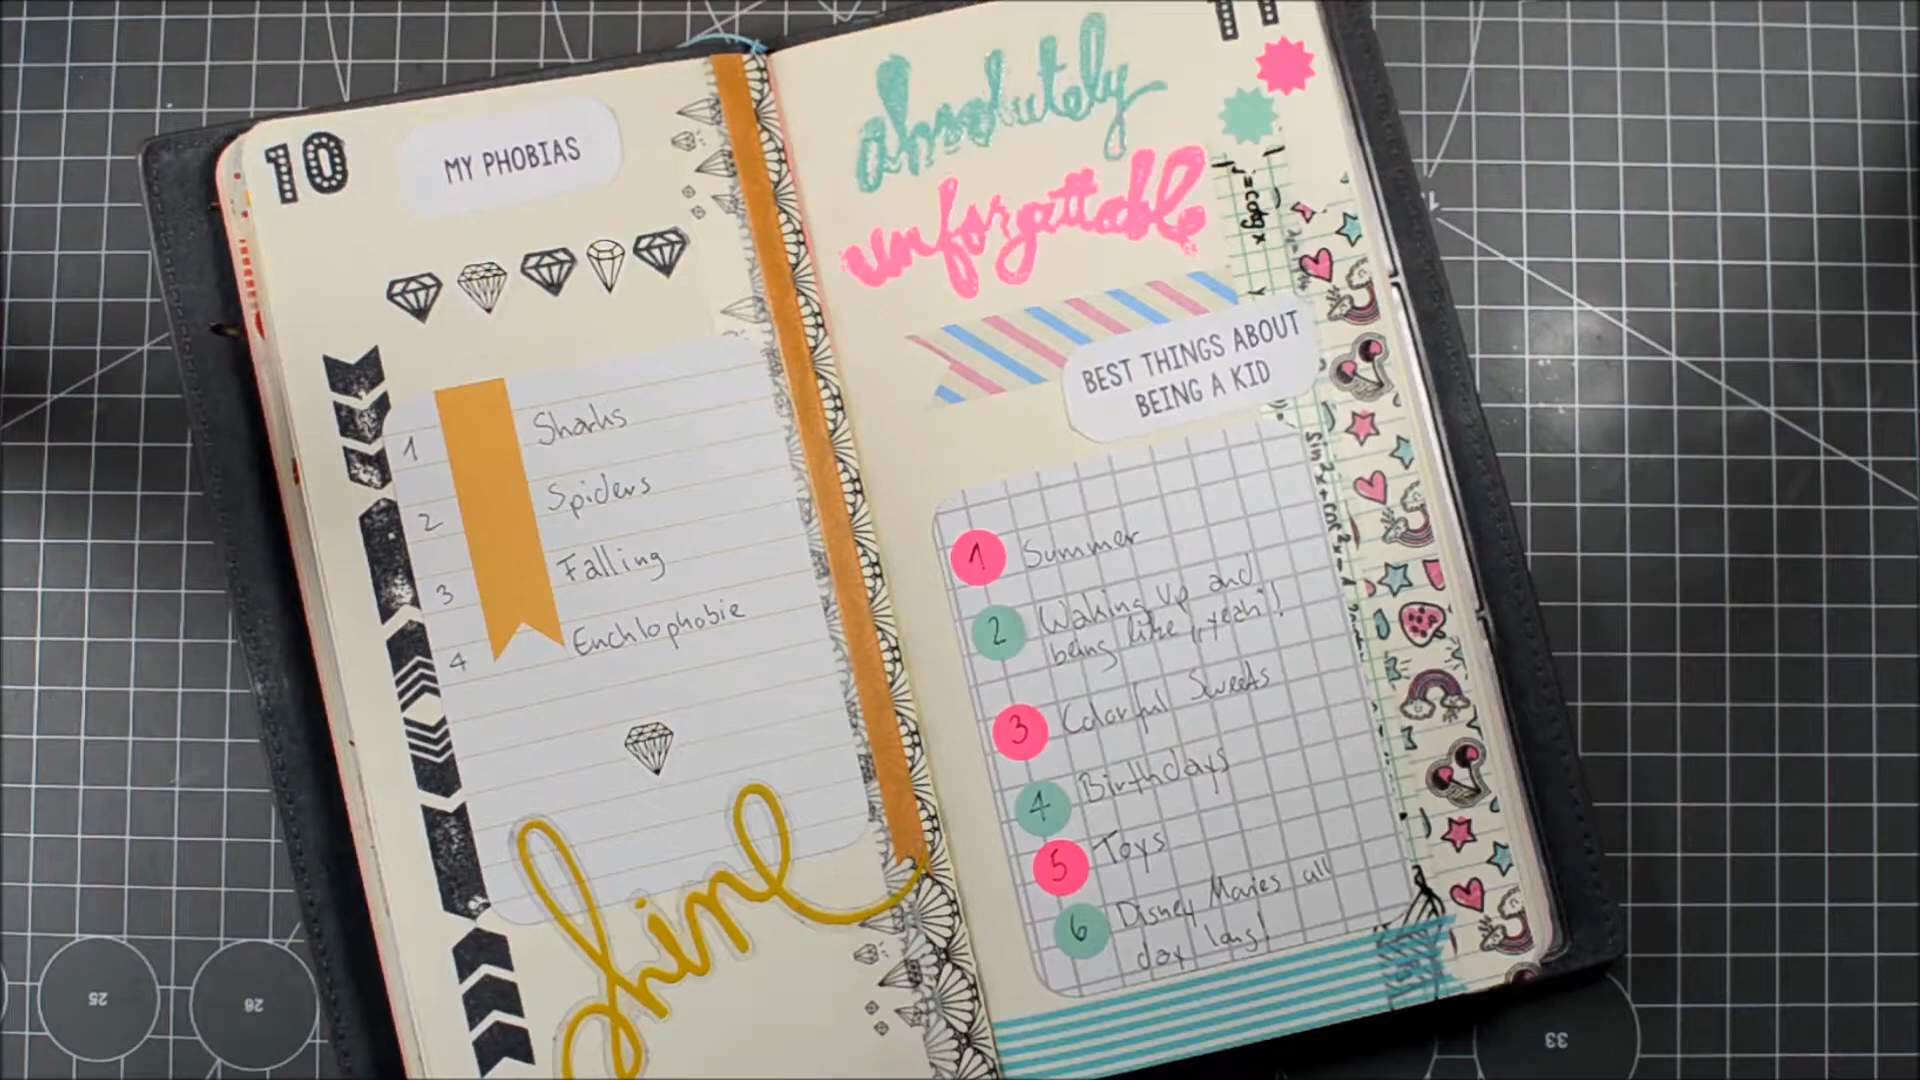 10
MY PHOBIAS
1 Sharks
2 Spiders
3 Falling
4 Enchlophobie
shine
11
absolutely
unforgettable
BEST THINGS ABOUT
BEING A KID
1 Summer
2 Waking up and
being like „yeah"!
3 Colorful Sweets
4 Birthdays
5 Toys
6 Disney Movies all
day long!
25
26
33